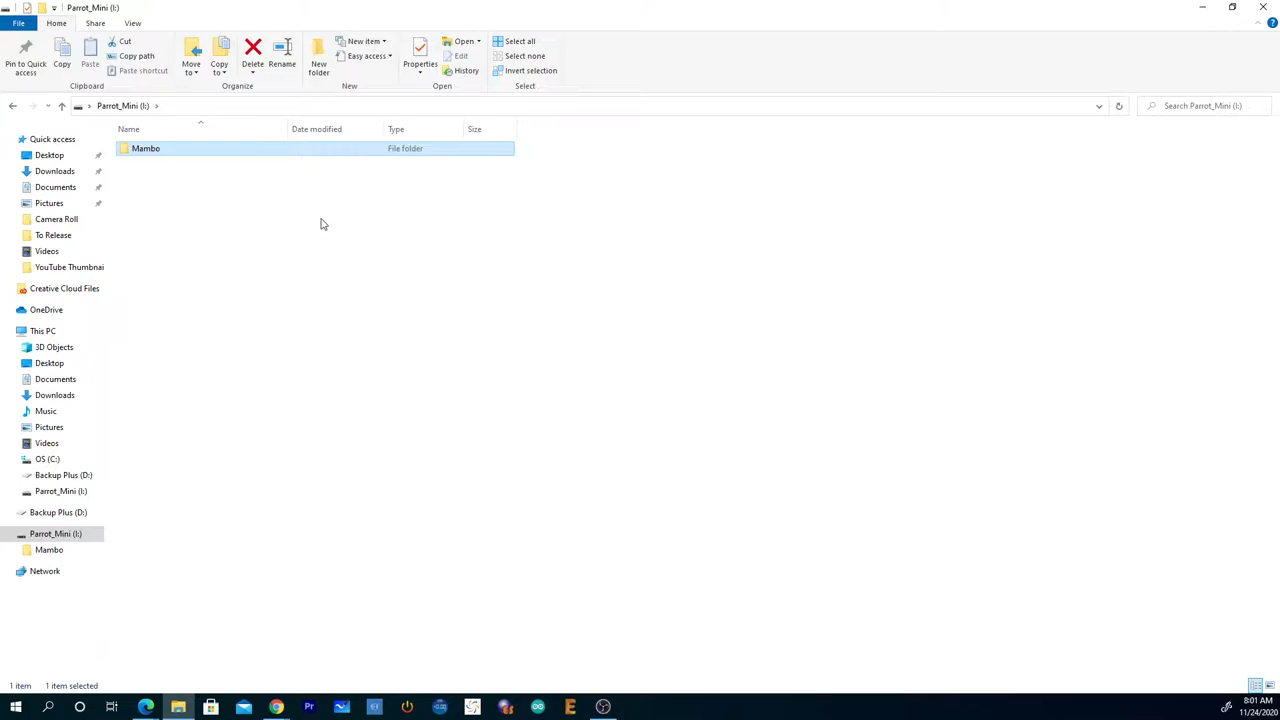 Parrot_Mini (I:)
File Home Share View
Pin to Quick access
Copy
Paste
Cut
Copy path
Paste shortcut
Clipboard
Move to
Copy to
Delete
Rename
Organize
New folder
New item
Easy access
New
Properties
Open
Edit
History
Open
Select all
Select none
Invert selection
Select
Parrot_Mini (I:)
Search Parrot_Mini (I:)
Name Date modified Type Size
Mambo File folder
Quick access
Desktop
Downloads
Documents
Pictures
Camera Roll
To Release
Videos
YouTube Thumbnai
Creative Cloud Files
OneDrive
This PC
3D Objects
Desktop
Documents
Downloads
Music
Pictures
Videos
OS (C:)
Backup Plus (D:)
Parrot_Mini (I:)
Backup Plus (D:)
Parrot_Mini (I:)
Mambo
Network
1 item 1 item selected
Pr
8:01 AM
11/24/2020